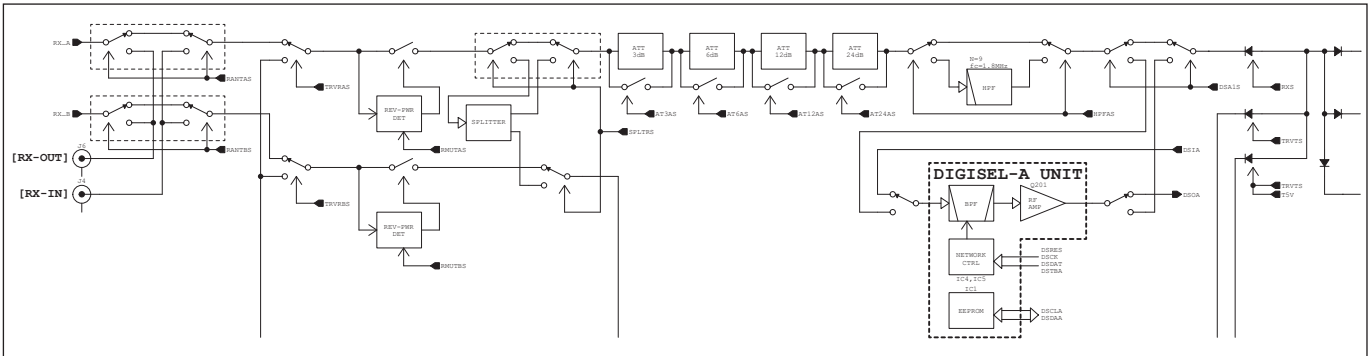 RX_A
RANTAS
RX_B
RANTBS
J6
[RX-OUT]
J4
[RX-IN]
TRVRAS
REV-PWR
DET
RMUTAS
TRVRBS
REV-PWR
DET
RMUTBS
SPLITTER
SPLTRS
ATT
3dB
AT3AS
ATT
6dB
AT6AS
ATT
12dB
AT12AS
ATT
24dB
AT24AS
N=9
fc=1.8MHz
HPF
HPFAS
DSA1S
RXS
TRVTS
TRVTS
T5V
DSIA
DIGISEL-A UNIT
Q201
BPF
RF
AMP
DSOA
NETWORK
CTRL
IC4,IC5
DSRES
DSCK
DSDAT
DSTBA
IC1
EEPROM
DSCLA
DSDAA